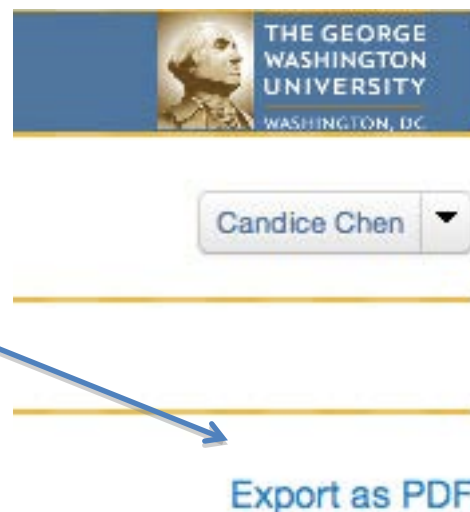 THE GEORGE
WASHINGTON
UNIVERSITY
WASHINGTON, DC
Candice Chen
Export as PDF